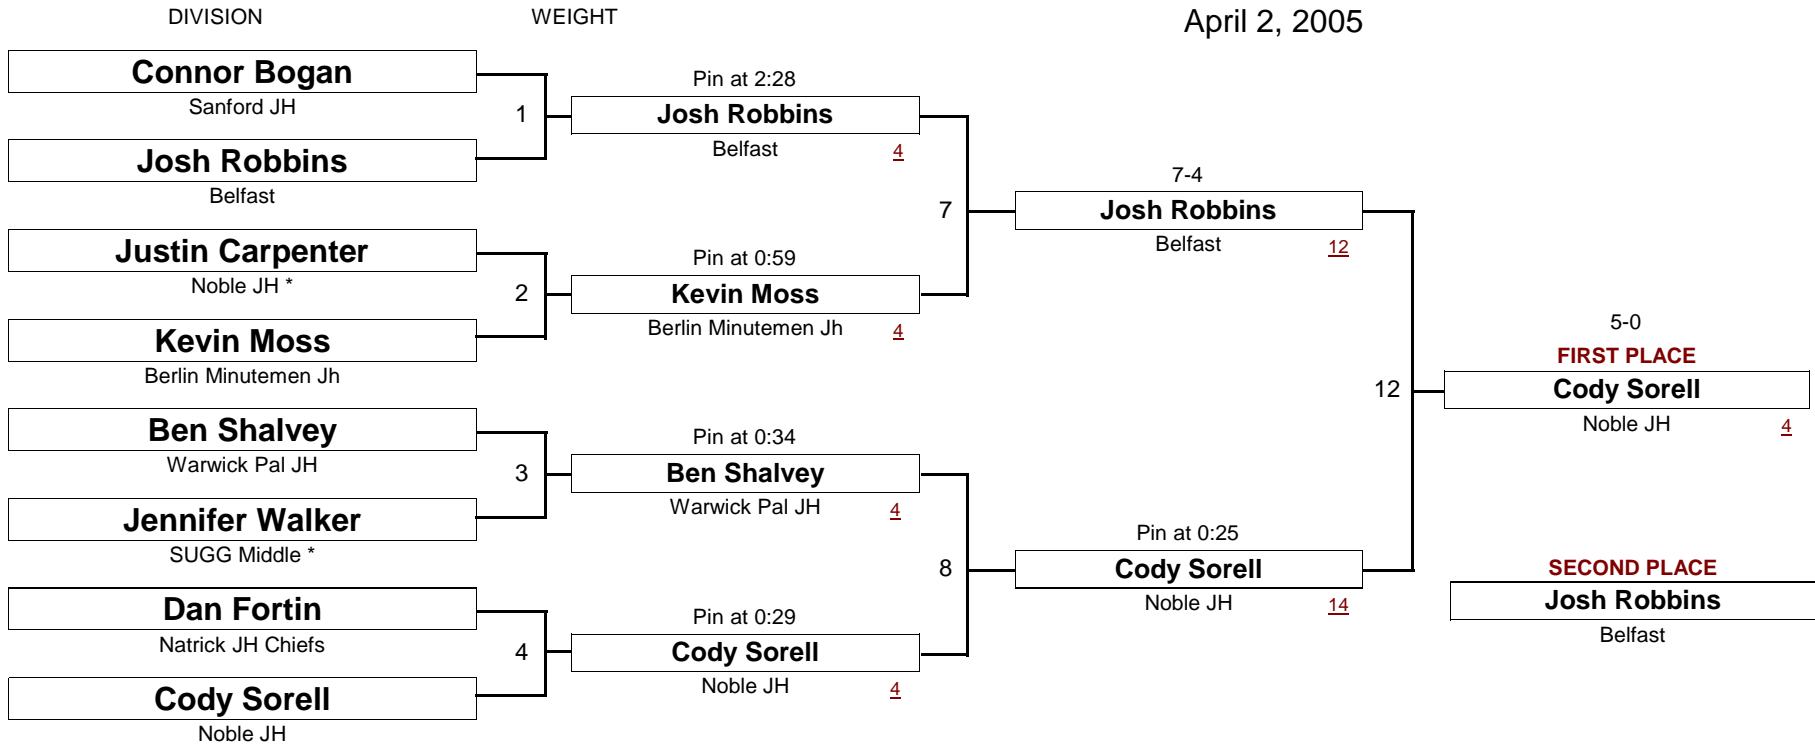 DIVISION
WEIGHT
April 2, 2005
Connor Bogan
Sanford JH
1
Josh Robbins
Belfast
Justin Carpenter
Noble JH *
2
Kevin Moss
Berlin Minutemen Jh
Ben Shalvey
Warwick Pal JH
3
Jennifer Walker
SUGG Middle *
Dan Fortin
Natrick JH Chiefs
4
Cody Sorell
Noble JH
Pin at 2:28
Josh Robbins
Belfast
4
7
Pin at 0:59
Kevin Moss
Berlin Minutemen Jh
4
Pin at 0:34
Ben Shalvey
Warwick Pal JH
4
8
Pin at 0:29
Cody Sorell
Noble JH
4
7-4
Josh Robbins
Belfast
12
12
Pin at 0:25
Cody Sorell
Noble JH
14
5-0
FIRST PLACE
Cody Sorell
Noble JH
4
SECOND PLACE
Josh Robbins
Belfast